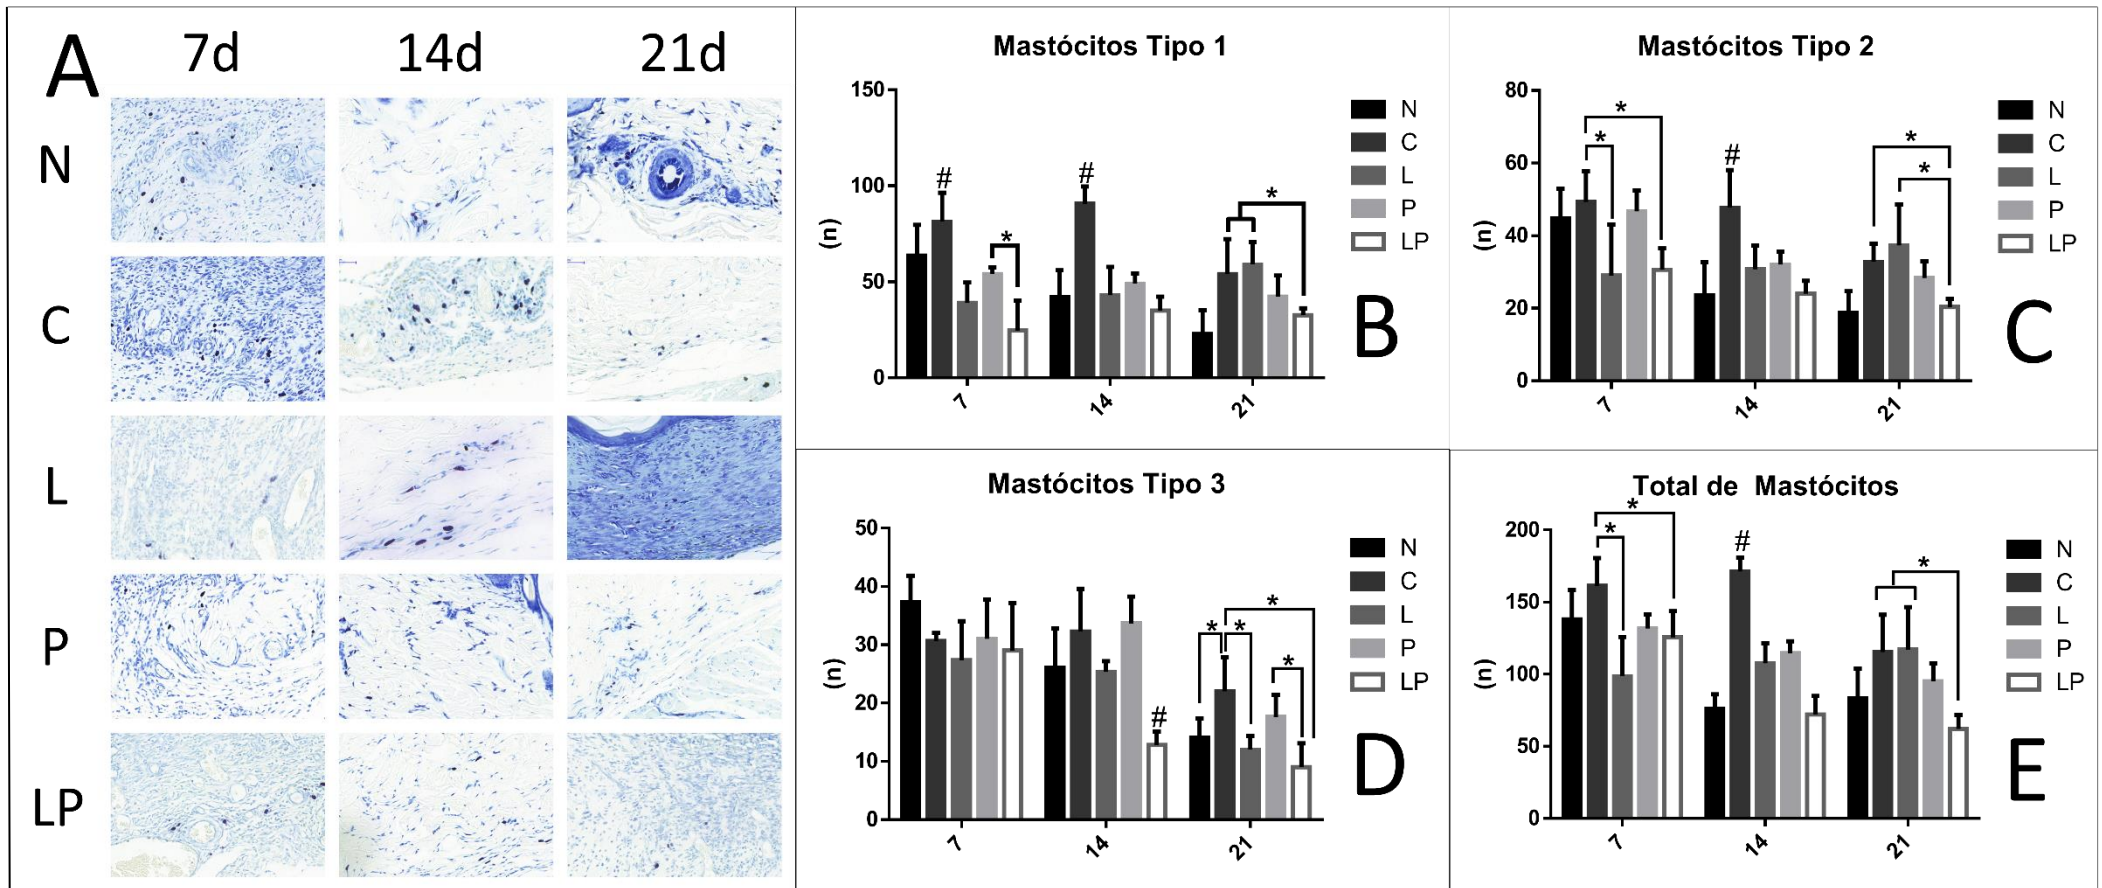 A
7d 14d 21d
N
C
L
P
LP
Mastócitos Tipo 1
150
100
50
0
(n)
# # * *
7 14 21
N
C
L
P
LP
B
Mastócitos Tipo 2
80
60
40
20
0
(n)
* * # * *
7 14 21
N
C
L
P
LP
C
Mastócitos Tipo 3
50
40
30
20
10
0
(n)
# * * * *
7 14 21
N
C
L
P
LP
D
Total de Mastócitos
200
150
100
50
0
(n)
* * # *
7 14 21
N
C
L
P
LP
E